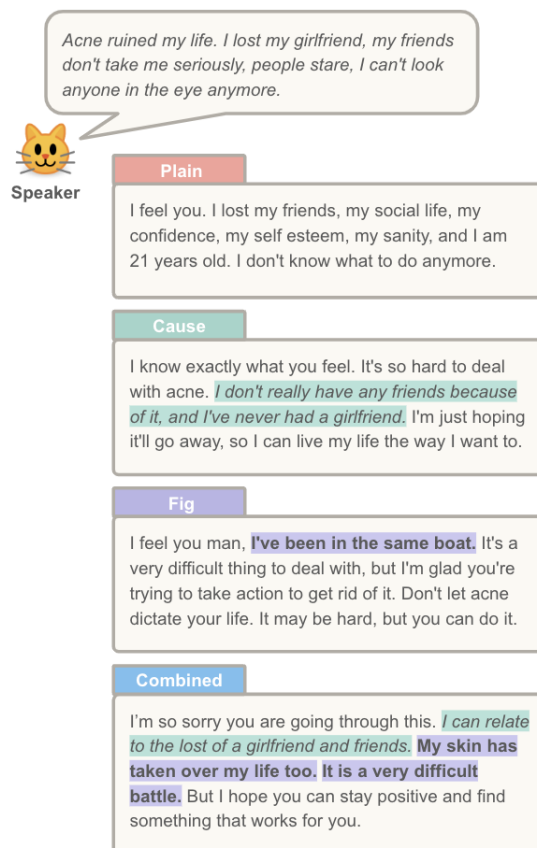 Acne ruined my life. I lost my girlfriend, my friends
don't take me seriously, people stare, I can't look
anyone in the eye anymore.
Speaker
Plain
I feel you. I lost my friends, my social life, my
confidence, my self esteem, my sanity, and I am
21 years old. I don't know what to do anymore.
Cause
I know exactly what you feel. It's so hard to deal
with acne. I don't really have any friends because
of it, and I've never had a girlfriend. I'm just hoping
it'll go away, so I can live my life the way I want to.
Fig
I feel you man, I've been in the same boat. It's a
very difficult thing to deal with, but I'm glad you're
trying to take action to get rid of it. Don't let acne
dictate your life. It may be hard, but you can do it.
Combined
I'm so sorry you are going through this. I can relate
to the lost of a girlfriend and friends. My skin has
taken over my life too. It is a very difficult
battle. But I hope you can stay positive and find
something that works for you.